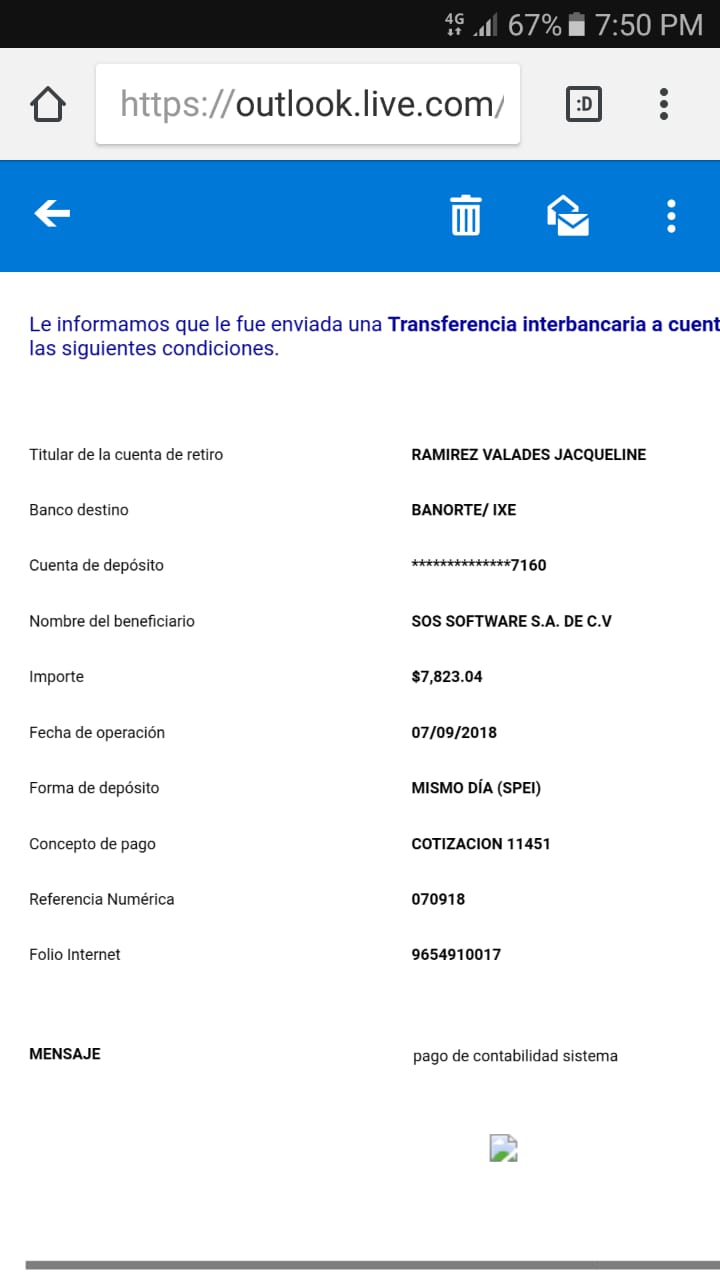 4G 67% 7:50 PM
https://outlook.live.com/ :D
Le informamos que le fue enviada una Transferencia interbancaria a cuent
las siguientes condiciones.
Titular de la cuenta de retiro RAMIREZ VALADES JACQUELINE
Banco destino BANORTE/ IXE
Cuenta de depósito **************7160
Nombre del beneficiario SOS SOFTWARE S.A. DE C.V
Importe $7,823.04
Fecha de operación 07/09/2018
Forma de depósito MISMO DÍA (SPEI)
Concepto de pago COTIZACION 11451
Referencia Numérica 070918
Folio Internet 9654910017
MENSAJE pago de contabilidad sistema